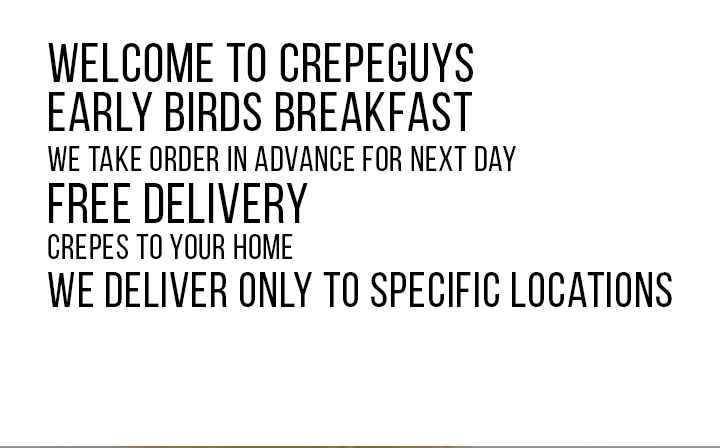 WELCOME TO CREPEGUYS
EARLY BIRDS BREAKFAST
WE TAKE ORDER IN ADVANCE FOR NEXT DAY
FREE DELIVERY
CREPES TO YOUR HOME
WE DELIVER ONLY TO SPECIFIC LOCATIONS